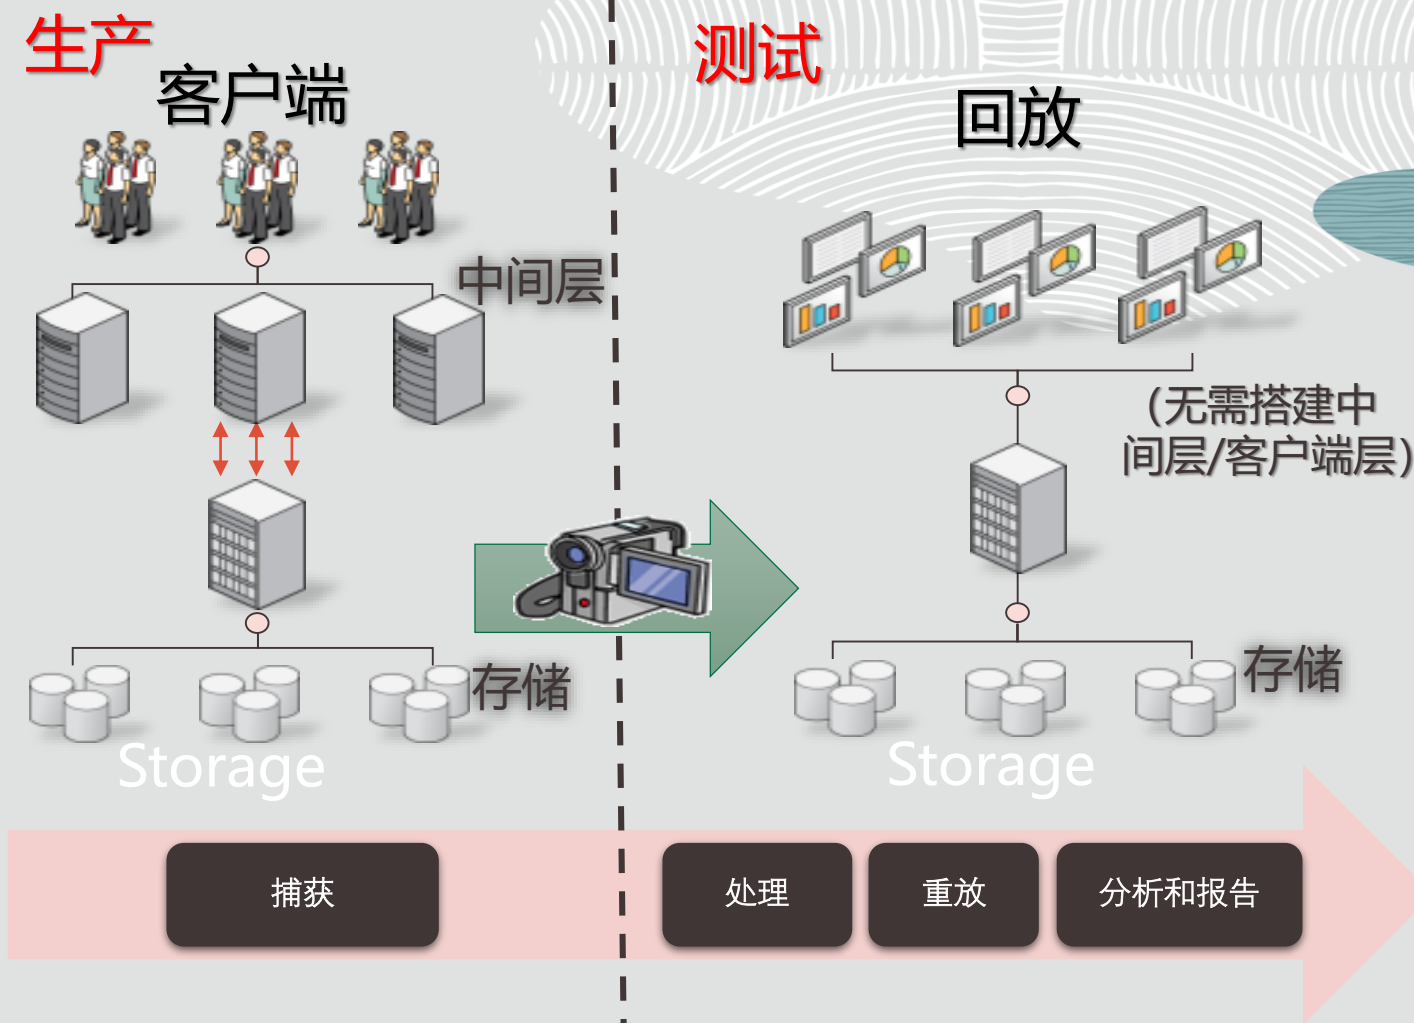 生产
客户端
中间层
存储
Storage
测试
回放
（无需搭建中
间层/客户端层）
存储
Storage
捕获
处理
重放
分析和报告